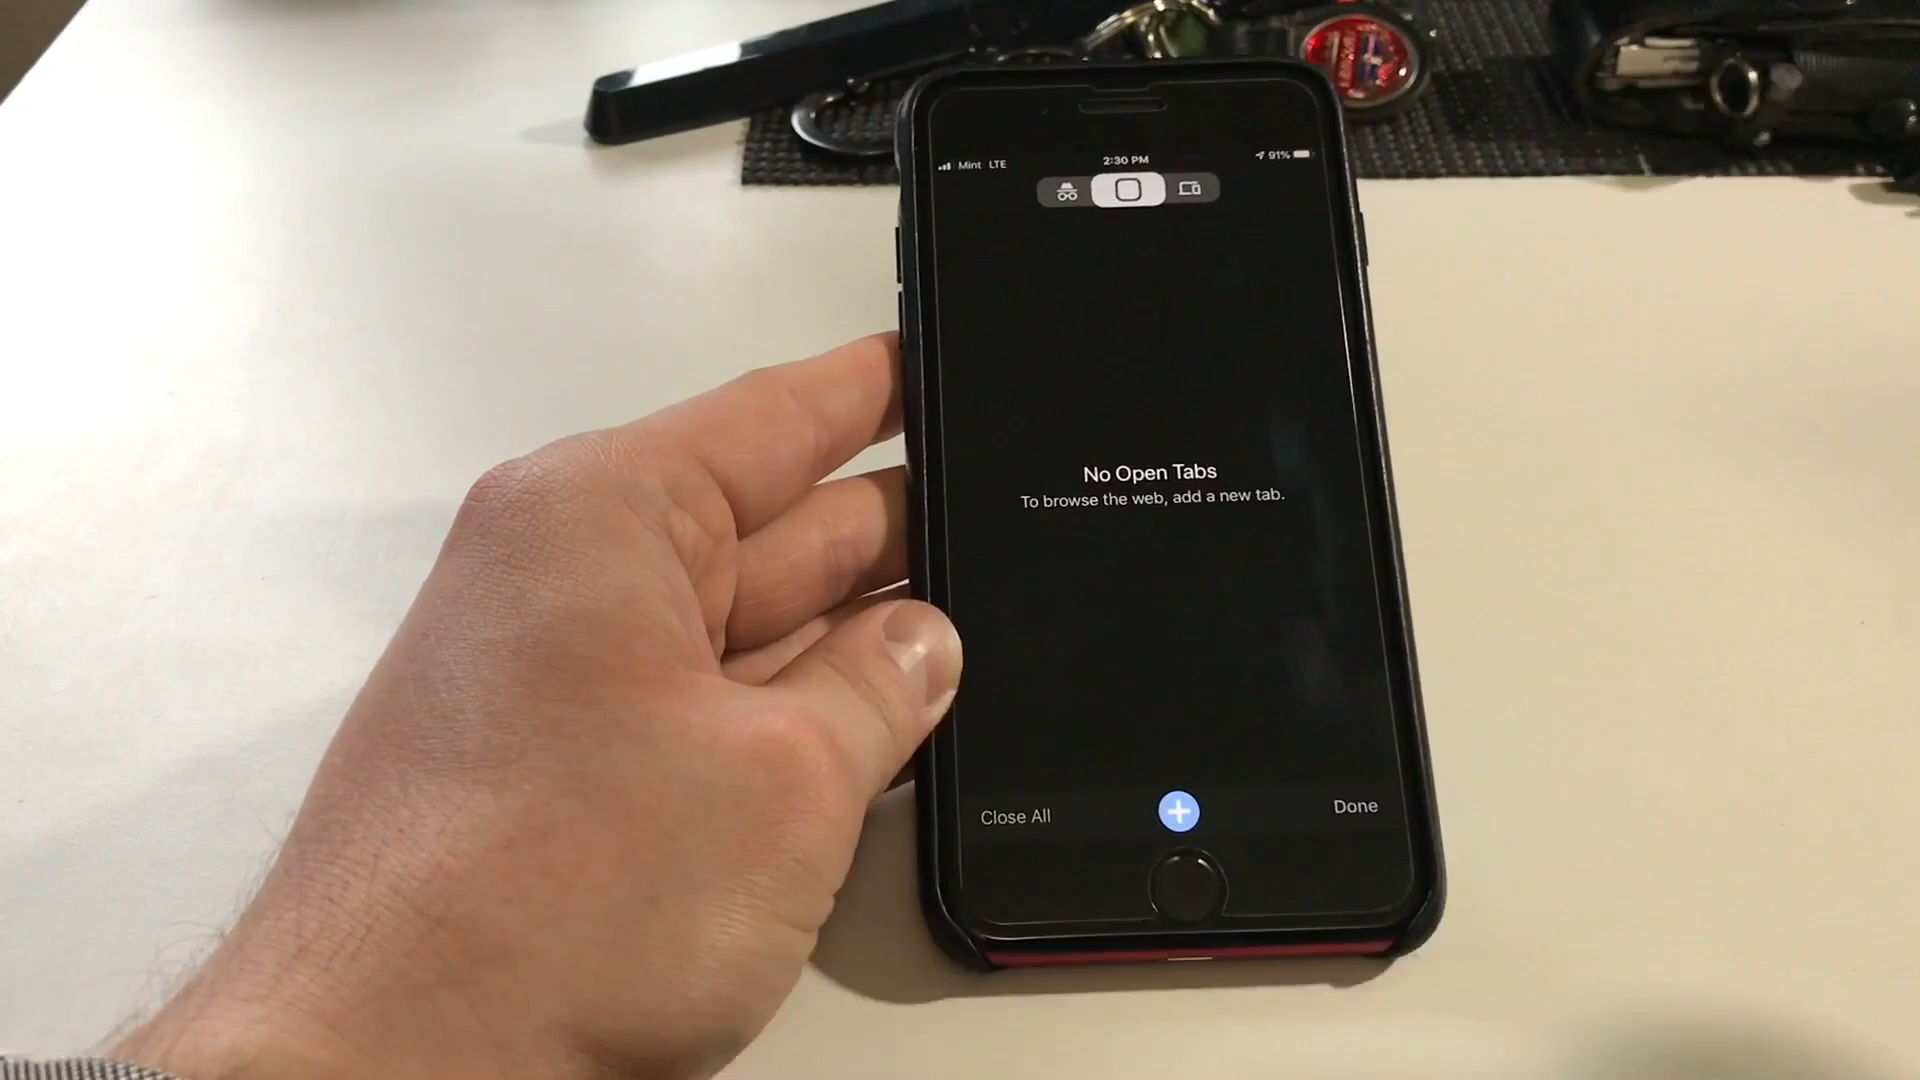 Mint LTE
2:30 PM
91%
No Open Tabs
To browse the web, add a new tab.
Close All
Done